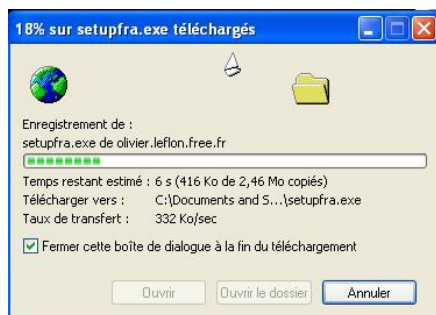 18% sur setupfra.exe téléchargés
Enregistrement de :
setupfra.exe de olivier.leflon.free.fr
Temps restant estimé : 6 s (416 Ko de 2,46 Mo copiés)
Télécharger vers : C:\Documents and S...\setupfra.exe
Taux de transfert : 332 Ko/sec
Fermer cette boîte de dialogue à la fin du téléchargement
Ouvrir Ouvrir le dossier Annuler